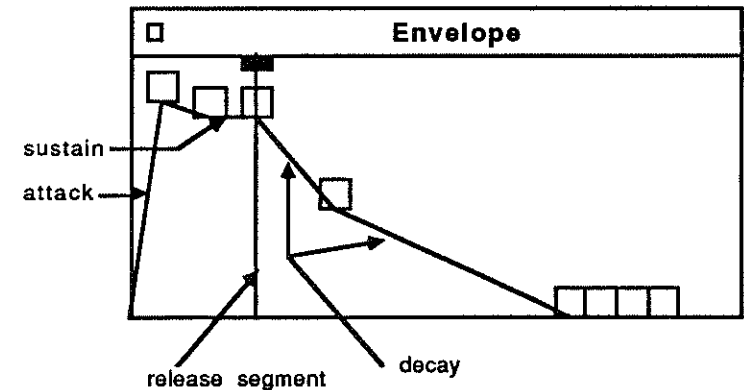 Envelope
sustain
attack
decay
release segment